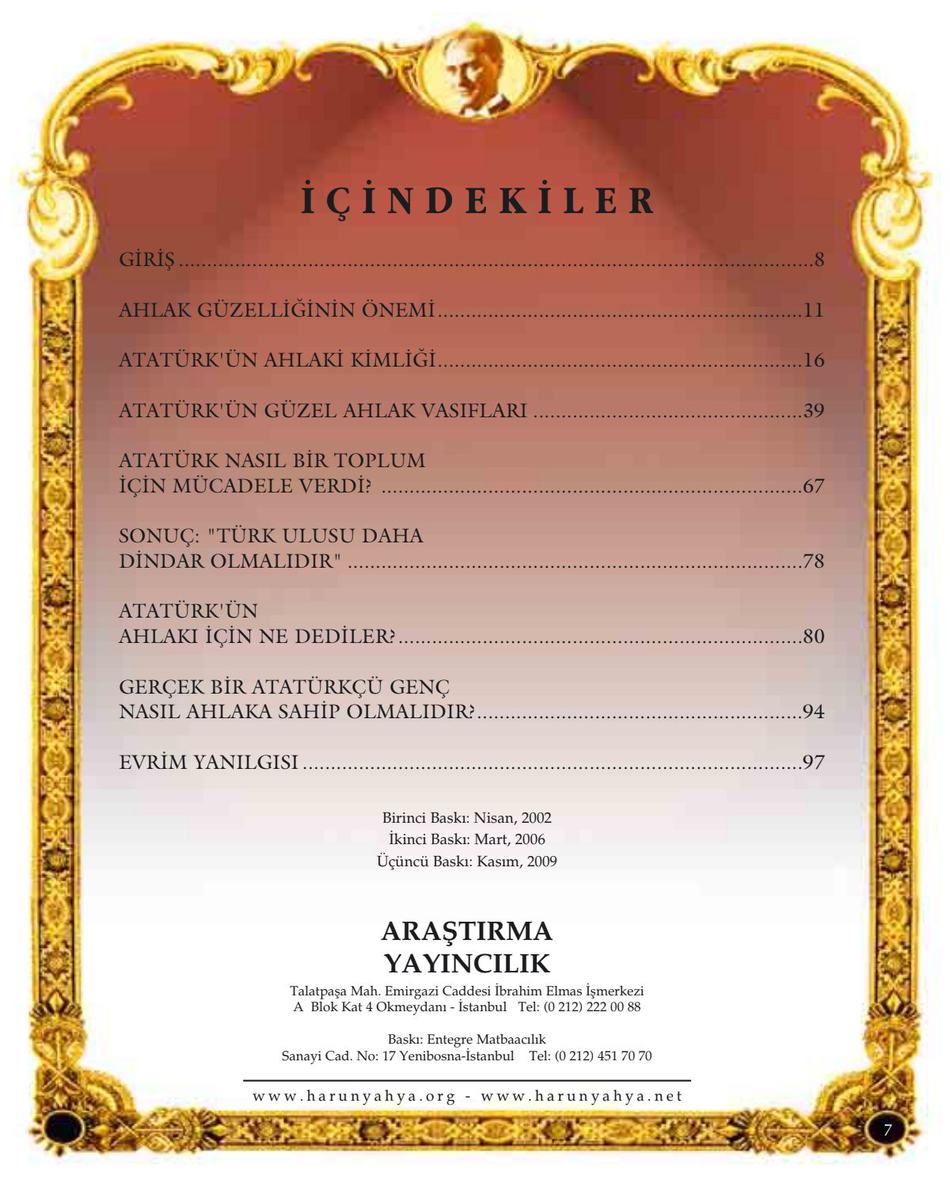 İÇİNDEKİLER
GİRİŞ ........................................................................................................8
AHLAK GÜZELLİĞİNİN ÖNEMİ................................................................11
ATATÜRK'ÜN AHLAKİ KİMLİĞİ................................................................16
ATATÜRK'ÜN GÜZEL AHLAK VASIFLARI ................................................39
ATATÜRK NASIL BİR TOPLUM
İÇİN MÜCADELE VERDİ? ..........................................................................67
SONUÇ: "TÜRK ULUSU DAHA
DİNDAR OLMALIDIR" ................................................................................78
ATATÜRK'ÜN
AHLAKI İÇİN NE DEDİLER?........................................................................80
GERÇEK BİR ATATÜRKÇÜ GENÇ
NASIL AHLAKA SAHİP OLMALIDIR?..........................................................94
EVRİM YANILGISI ........................................................................................97
Birinci Baskı: Nisan, 2002
İkinci Baskı: Mart, 2006
Üçüncü Baskı: Kasım, 2009
ARAŞTIRMA
YAYINCILIK
Talatpaşa Mah. Emirgazi Caddesi İbrahim Elmas İşmerkezi
A Blok Kat 4 Okmeydanı - İstanbul Tel: (0 212) 222 00 88
Baskı: Entegre Matbaacılık
Sanayi Cad. No: 17 Yenibosna-İstanbul Tel: (0 212) 451 70 70
www.harunyahya.org - www.harunyahya.net
7